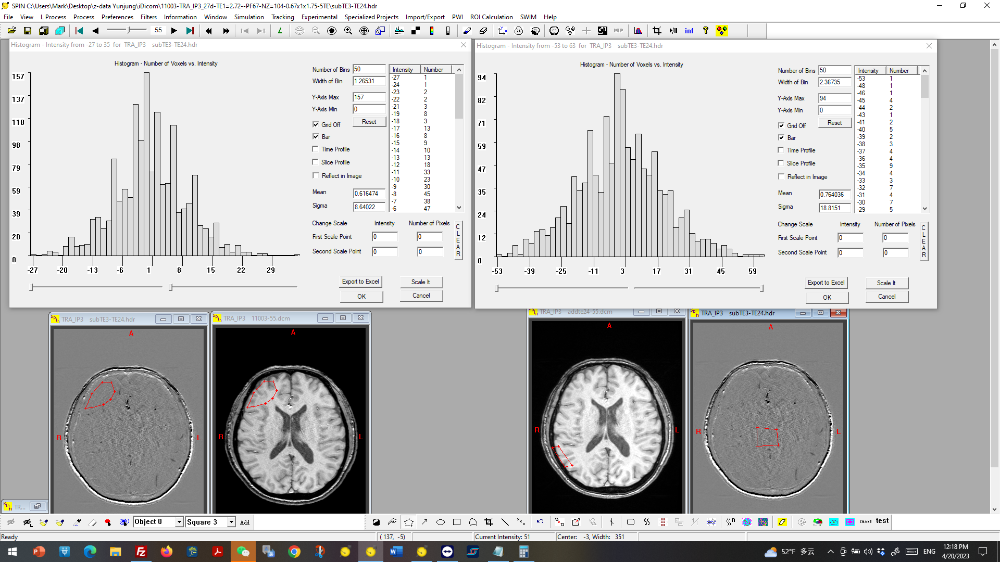 SPIN C:\Users\Mark\Desktop\z-data Yunjung\iDicom\11003-TRA_IP3_27d-TE1=2.72--PF67-NZ=104-0.67x1x1.75-5TE\subTE3-TE24.hdr
File View L Process Process Preferences Filters Information Window Simulation Tracking Experimental Specialized Projects Import/Export PWI ROI Calculation SWIM Help
55 MIP inf
Histogram - Intensity from -27 to 35 for TRA_IP3 subTE3-TE24.hdr
Histogram - Number of Voxels vs. Intensity
157
137
118
98
79
59
39
20
0
-27 -20 -13 -6 1 8 15 22 29
Number of Bins 50
Width of Bin 1.26531
Y-Axis Max 157
Y-Axis Min 0
Reset
Grid Off
Bar
Time Profile
Slice Profile
Reflect in Image
Mean 0.616474
Sigma 8.64022
Intensity Number
-27 1
-24 1
-23 2
-22 2
-21 3
-19 8
-18 3
-17 13
-16 8
-15 9
-14 10
-13 13
-12 18
-11 33
-10 23
-9 30
-8 45
-7 38
-6 47
Change Scale Intensity Number of Pixels
First Scale Point 0 0
Second Scale Point 0 0
CLEAR
Export to Excel Scale It
OK Cancel
Histogram - Intensity from -53 to 63 for TRA_IP3 subTE3-TE24.hdr
Histogram - Number of Voxels vs. Intensity
94
82
71
59
47
35
24
12
0
-53 -39 -25 -11 3 17 31 45 59
Number of Bins 50
Width of Bin 2.36735
Y-Axis Max 94
Y-Axis Min 0
Reset
Grid Off
Bar
Time Profile
Slice Profile
Reflect in Image
Mean 0.764036
Sigma 18.8151
Intensity Number
-53 1
-48 1
-46 1
-45 4
-44 2
-43 1
-41 2
-40 5
-39 2
-38 3
-37 4
-36 4
-35 9
-34 4
-33 3
-32 7
-31 4
-30 7
-29 5
Change Scale Intensity Number of Pixels
First Scale Point 0 0
Second Scale Point 0 0
CLEAR
Export to Excel Scale It
OK Cancel
TRA_IP3 subTE3-TE24.hdr
A
R
L
TRA_IP3 11003-55.dcm
A
R
L
TRA_IP3 addte24-55.dcm
A
R
L
TRA_IP3 subTE3-TE24.hdr
A
R
L
TR...
Object 0 Square 3 Add
SNAKE test
Ready (137, -5) Current Intensity: 51 Center: -3, Width: 351
52°F 多云 ENG 12:18 PM
4/20/2023